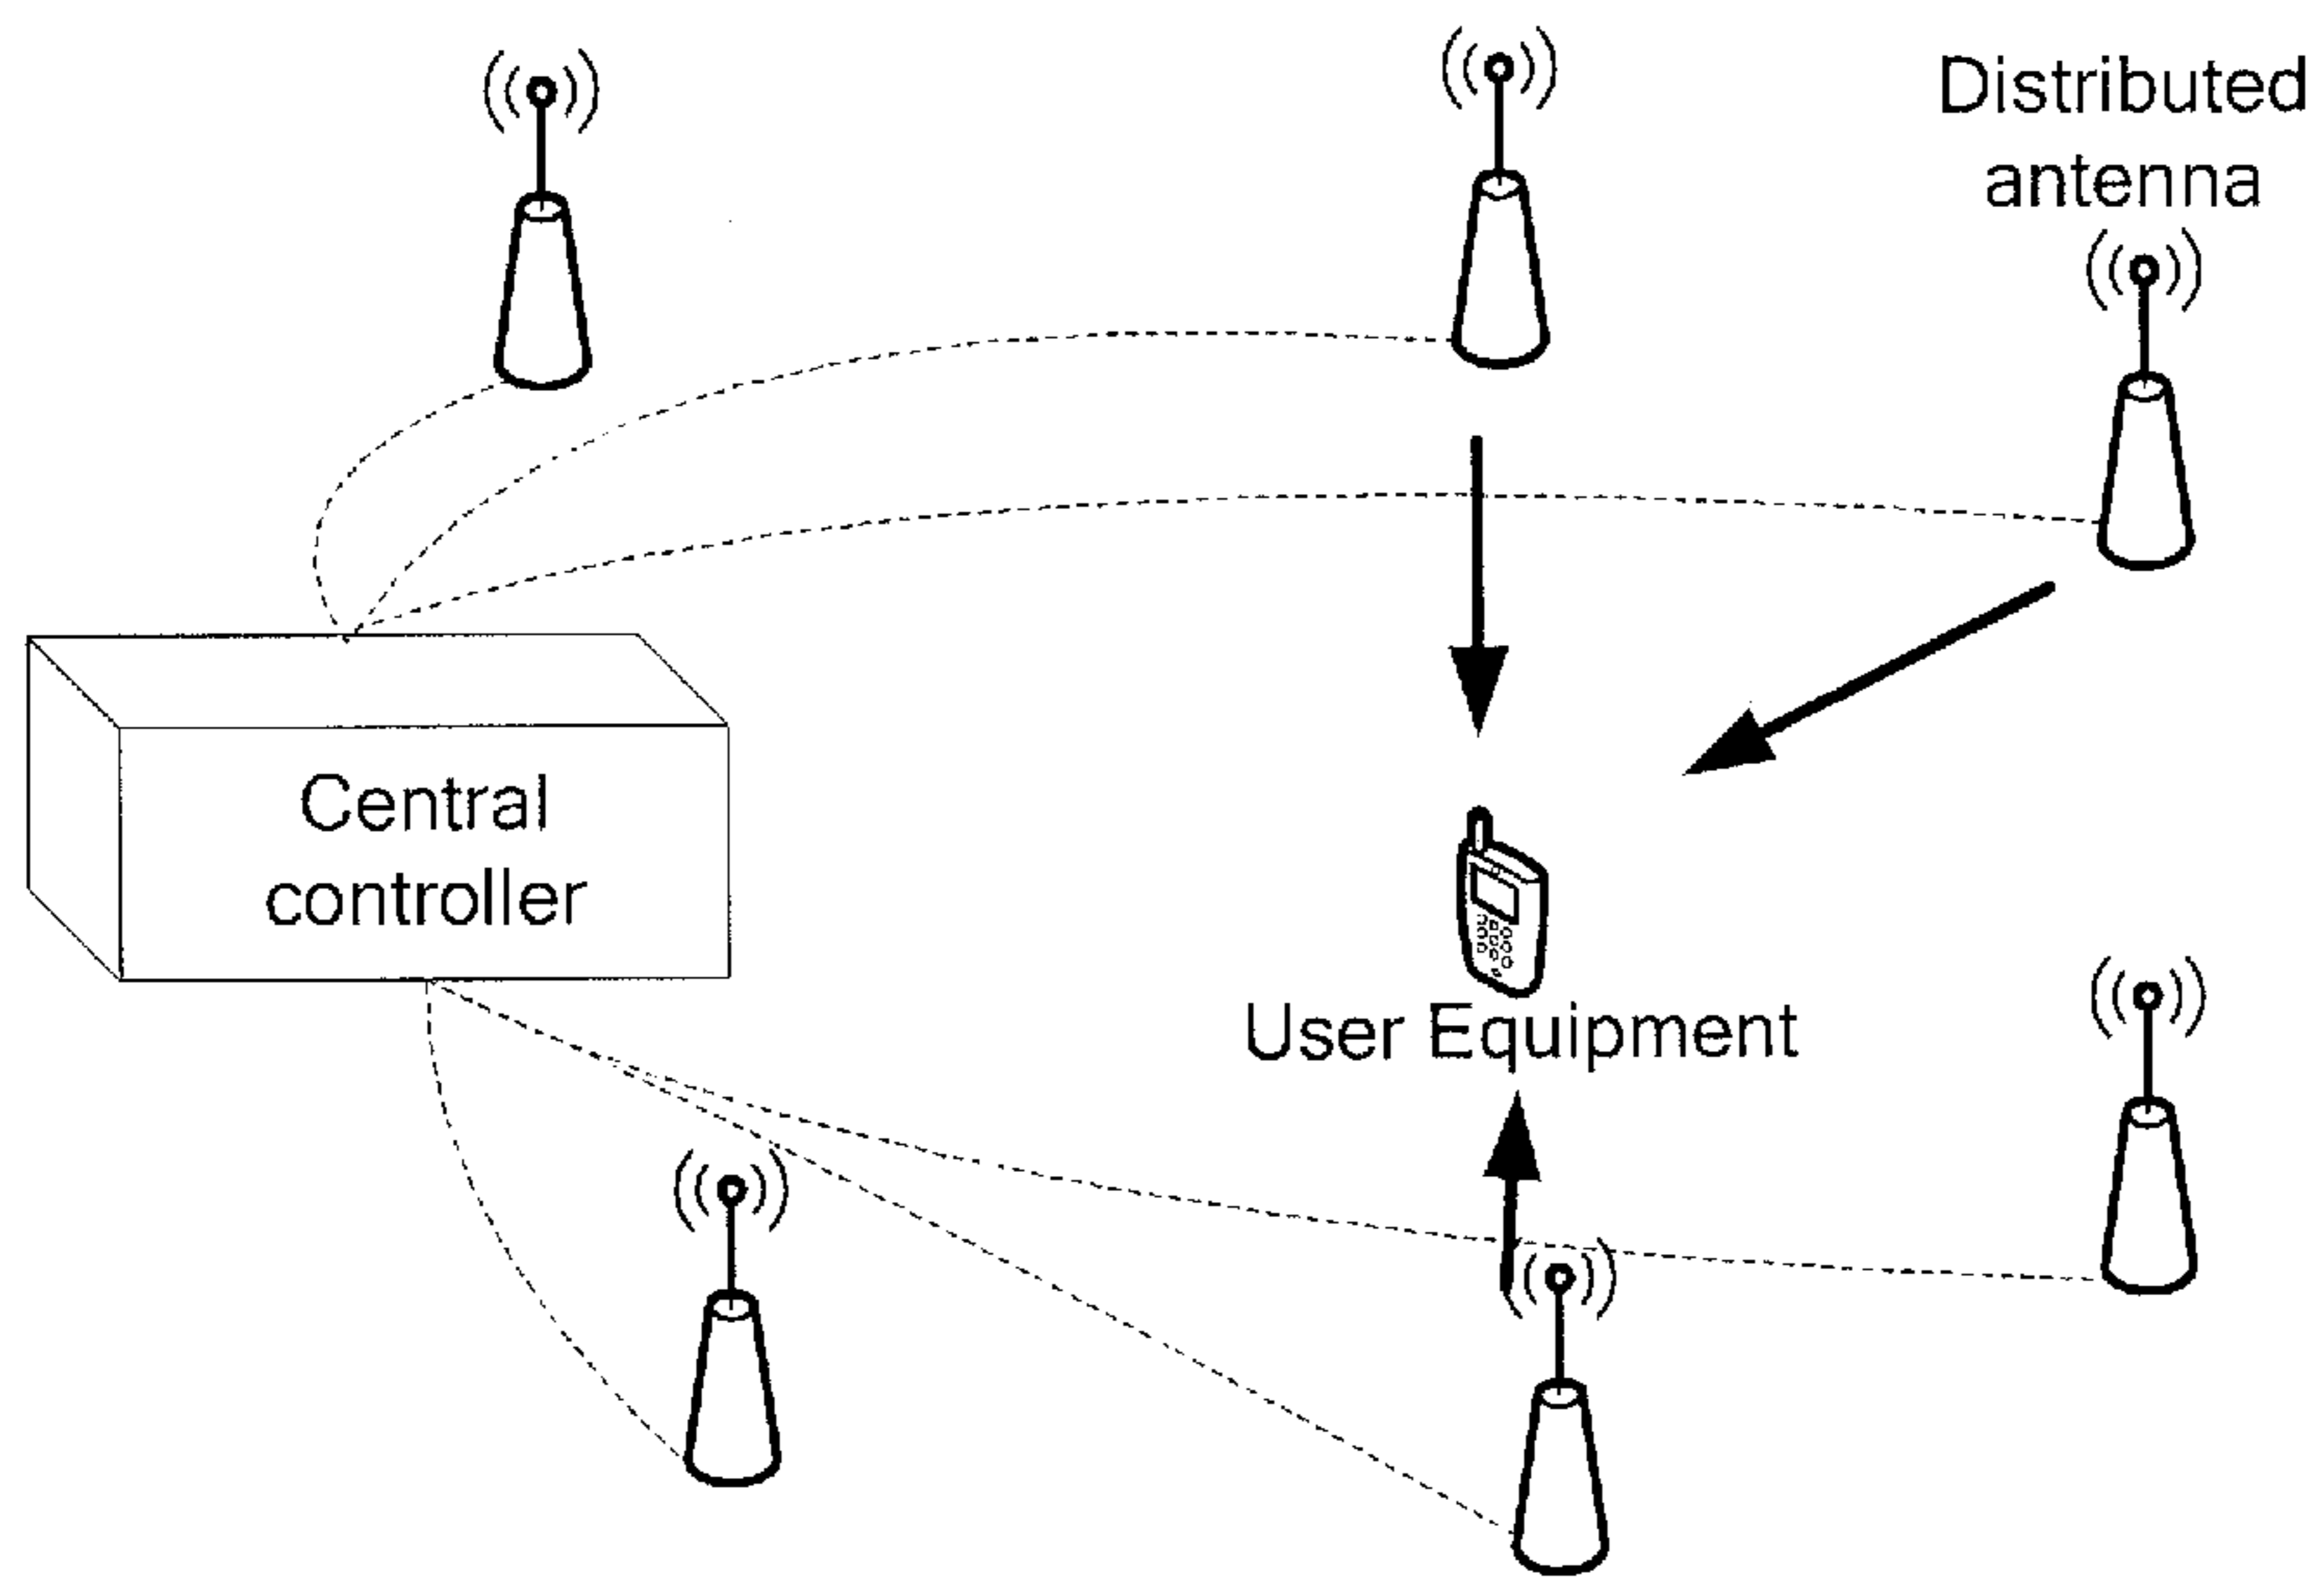 Distributed
antenna
Central
controller
User Equipment